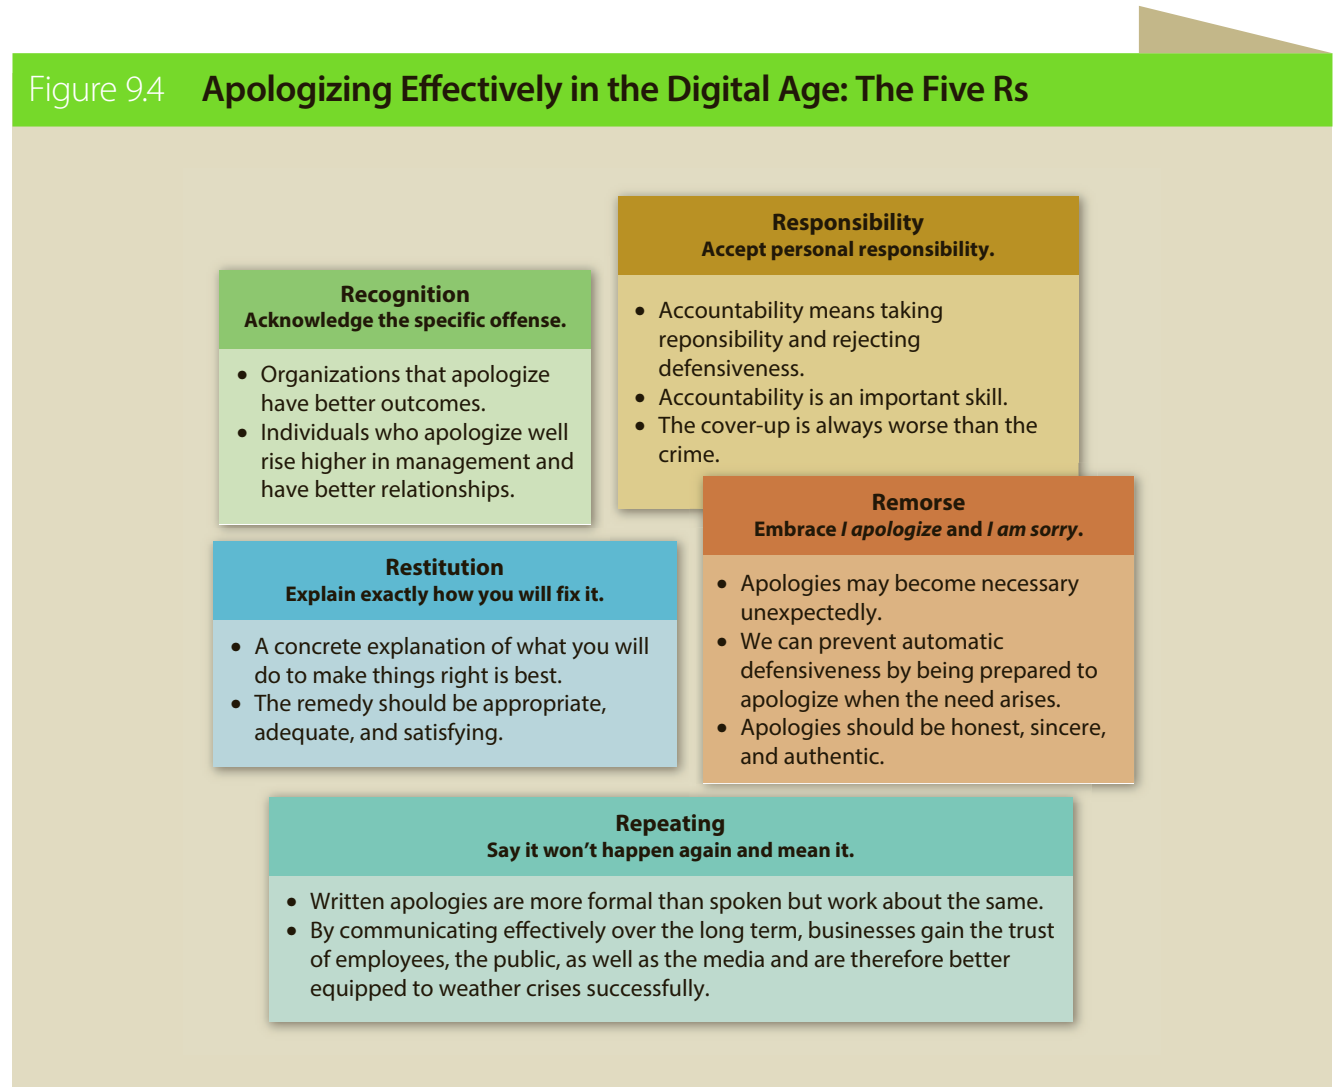 Figure 9.4 Apologizing Effectively in the Digital Age: The Five Rs
Recognition
Acknowledge the specific offense.
• Organizations that apologize
have better outcomes.
• Individuals who apologize well
rise higher in management and
have better relationships.
Responsibility
Accept personal responsibility.
• Accountability means taking
reponsibility and rejecting
defensiveness.
• Accountability is an important skill.
• The cover-up is always worse than the
crime.
Remorse
Embrace I apologize and I am sorry.
• Apologies may become necessary
unexpectedly.
• We can prevent automatic
defensiveness by being prepared to
apologize when the need arises.
• Apologies should be honest, sincere,
and authentic.
Restitution
Explain exactly how you will fix it.
• A concrete explanation of what you will
do to make things right is best.
• The remedy should be appropriate,
adequate, and satisfying.
Repeating
Say it won’t happen again and mean it.
• Written apologies are more formal than spoken but work about the same.
• By communicating effectively over the long term, businesses gain the trust
of employees, the public, as well as the media and are therefore better
equipped to weather crises successfully.